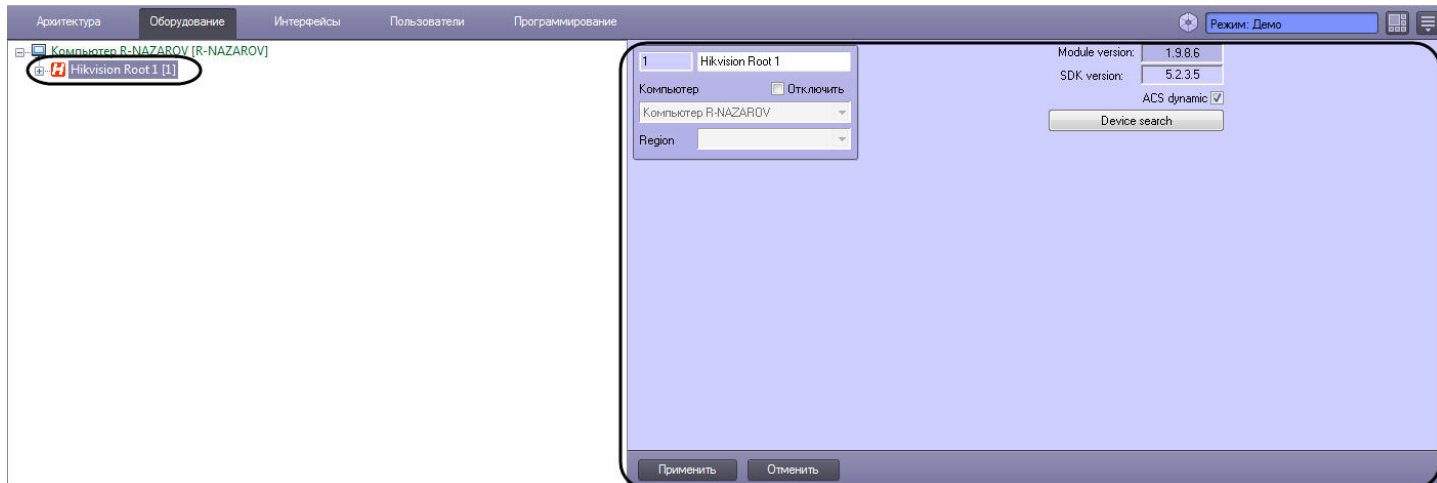 Архитектура Оборудование Интерфейсы Пользователи Программирование Режим: Демо
Компьютер R-NAZAROV [R-NAZAROV]
Hikvision Root 1 [1]
1 Hikvision Root 1
Компьютер Отключить
Компьютер R-NAZAROV
Region
Module version: 1.9.8.6
SDK version: 5.2.3.5
ACS dynamic
Device search
Применить Отменить